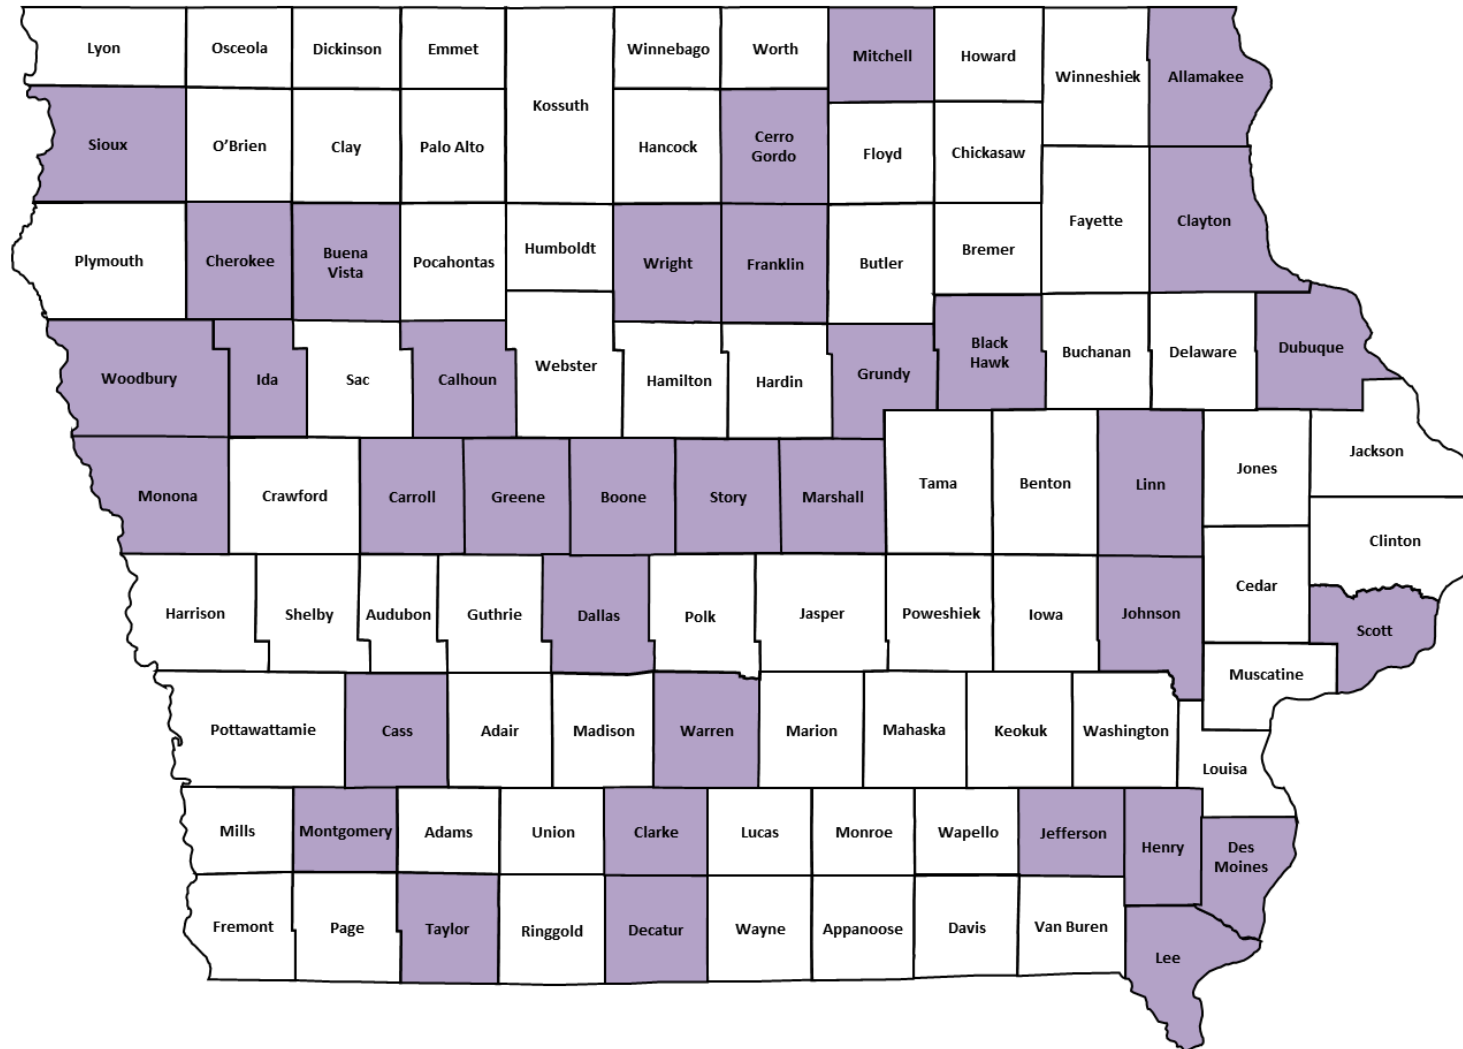 Lyon
Osceola
Dickinson
Emmet
Kossuth
Winnebago
Worth
Mitchell
Howard
Winneshiek
Allamakee
Sioux
O’Brien
Clay
Palo Alto
Hancock
Cerro
Gordo
Floyd
Chickasaw
Plymouth
Cherokee
Buena
Vista
Pocahontas
Humboldt
Wright
Franklin
Butler
Bremer
Fayette
Clayton
Woodbury
Ida
Sac
Calhoun
Webster
Hamilton
Hardin
Grundy
Black
Hawk
Buchanan
Delaware
Dubuque
Monona
Crawford
Carroll
Greene
Boone
Story
Marshall
Tama
Benton
Linn
Jones
Jackson
Clinton
Harrison
Shelby
Audubon
Guthrie
Dallas
Polk
Jasper
Poweshiek
Iowa
Johnson
Cedar
Scott
Muscatine
Pottawattamie
Cass
Adair
Madison
Warren
Marion
Mahaska
Keokuk
Washington
Louisa
Mills
Montgomery
Adams
Union
Clarke
Lucas
Monroe
Wapello
Jefferson
Henry
Des
Moines
Fremont
Page
Taylor
Ringgold
Decatur
Wayne
Appanoose
Davis
Van Buren
Lee